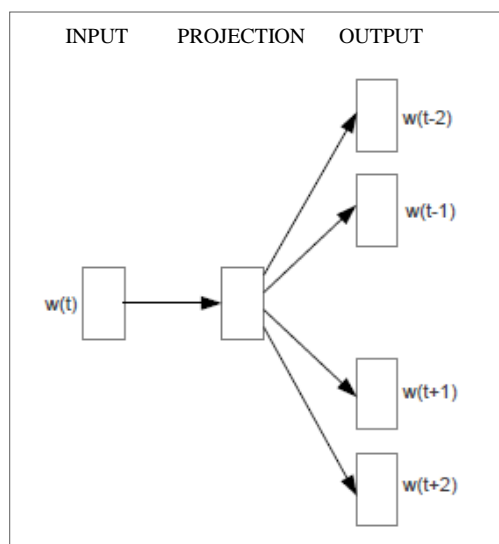 INPUT PROJECTION OUTPUT
w(t-2)
w(t-1)
w(t)
w(t+1)
w(t+2)